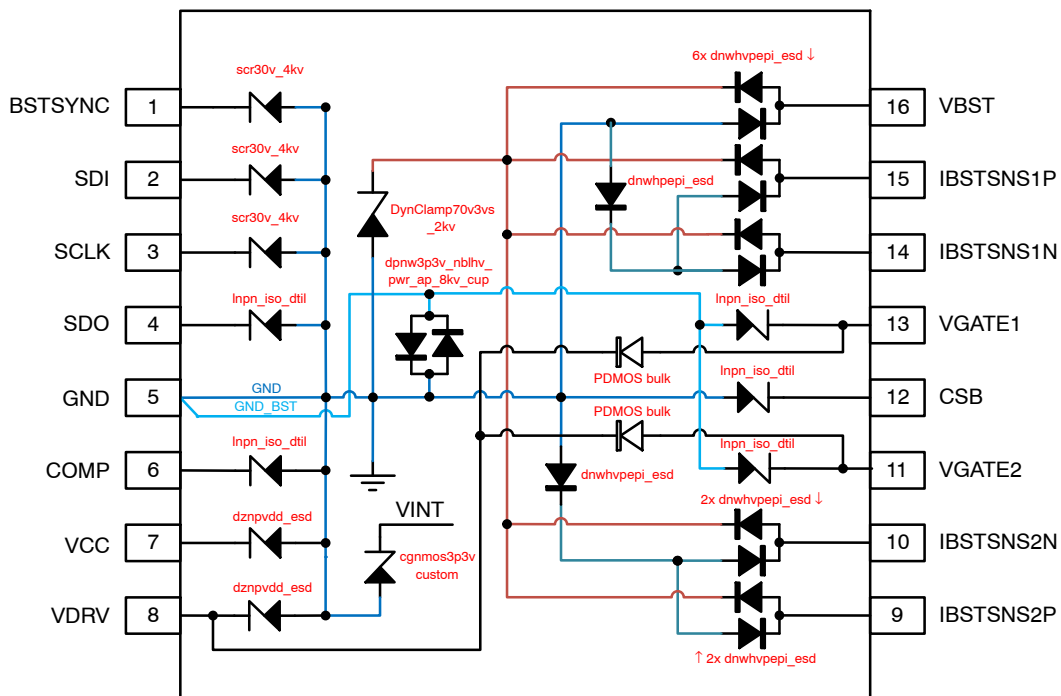 6x dnwhvpepi_esd ↓
scr30v_4kv
BSTSYNC 1
16 VBST
scr30v_4kv
SDI 2
dnwhpepi_esd
15 IBSTSNS1P
DynClamp70v3vs
_2kv
scr30v_4kv
SCLK 3
14 IBSTSNS1N
dpnw3p3v_nblhv_
pwr_ap_8kv_cup
lnpn_iso_dtil
lnpn_iso_dtil
SDO 4
13 VGATE1
PDMOS bulk
lnpn_iso_dtil
GND 5
GND
GND_BST
12 CSB
PDMOS bulk
lnpn_iso_dtil
lnpn_iso_dtil
COMP 6
11 VGATE2
dnwhvpepi_esd
2x dnwhvpepi_esd ↓
VINT
dznpvdd_esd
VCC 7
10 IBSTSNS2N
cgnmos3p3v
custom
dznpvdd_esd
VDRV 8
9 IBSTSNS2P
↑ 2x dnwhvpepi_esd